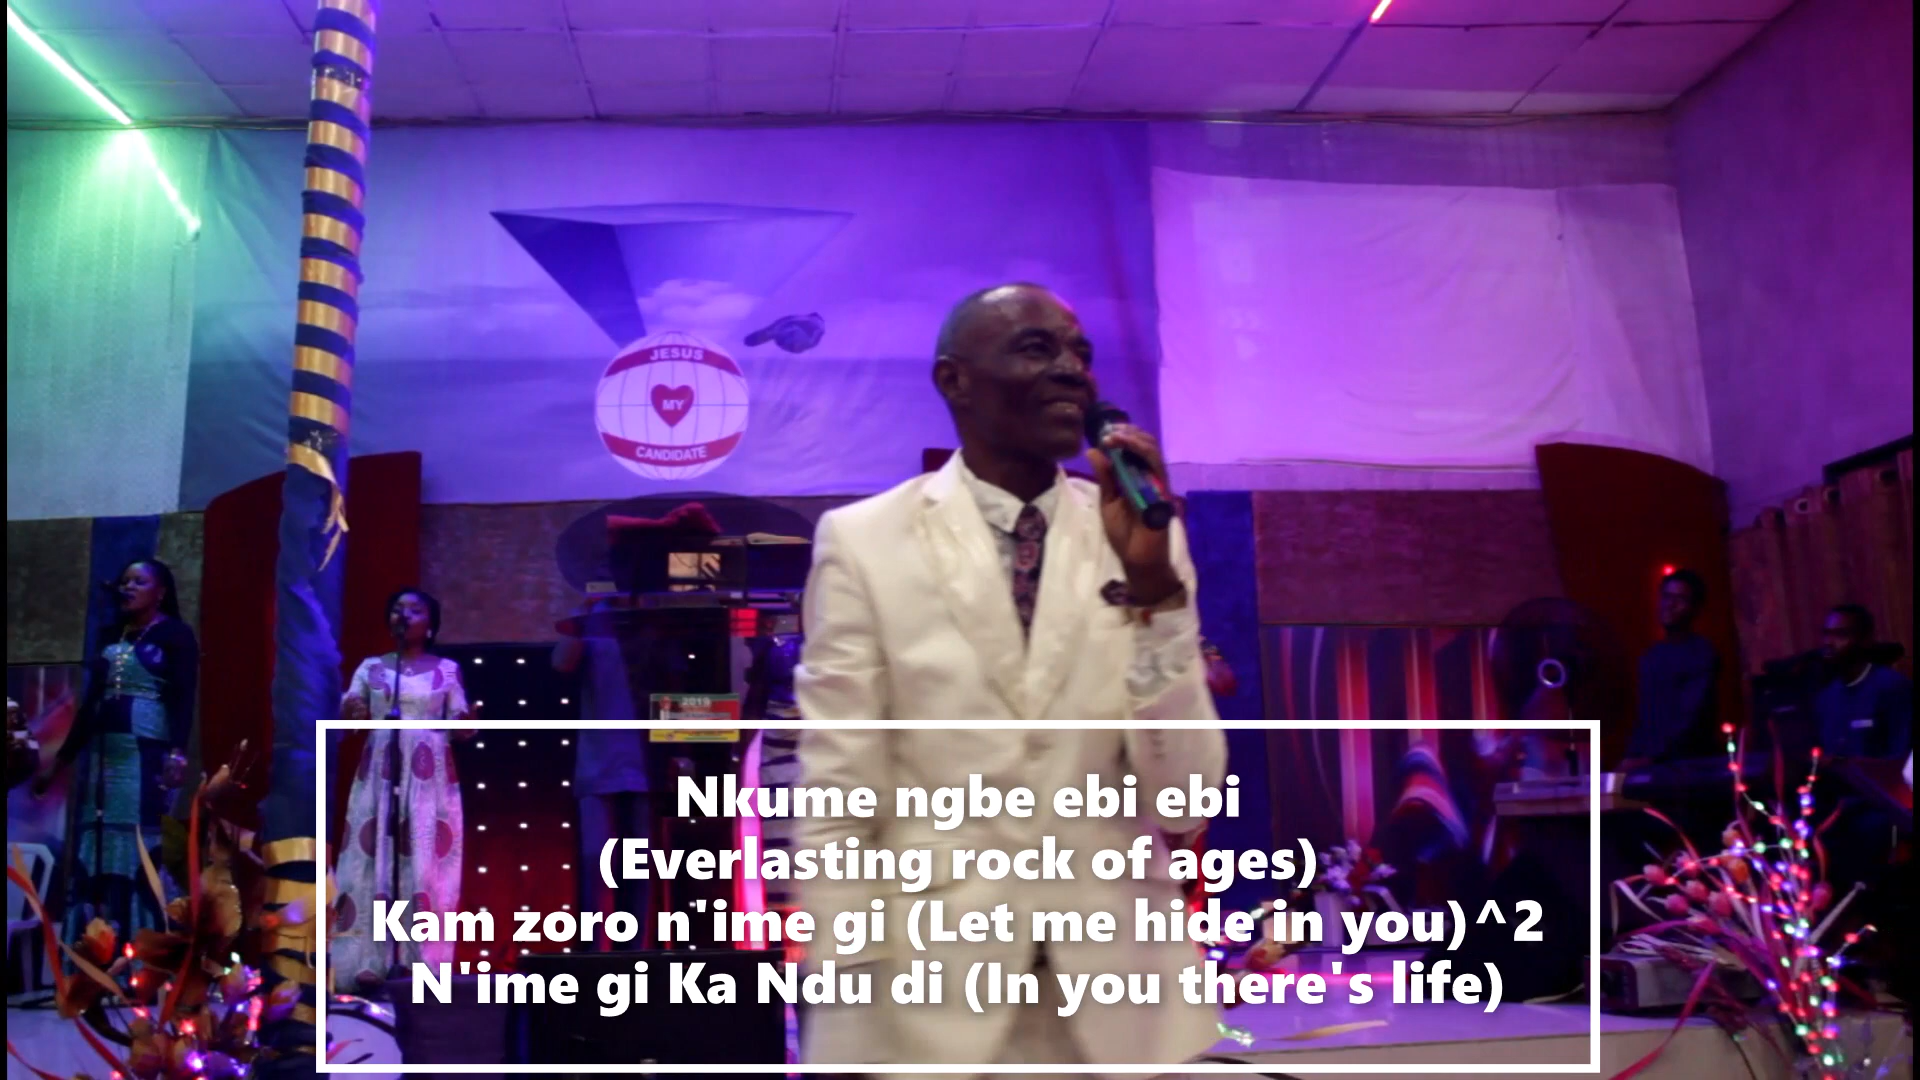 JESUS
MY
CANDIDATE
2019
Nkume ngbe ebi ebi
(Everlasting rock of ages)
Kam zoro n'ime gi (Let me hide in you)^2
N'ime gi Ka Ndu di (In you there's life)